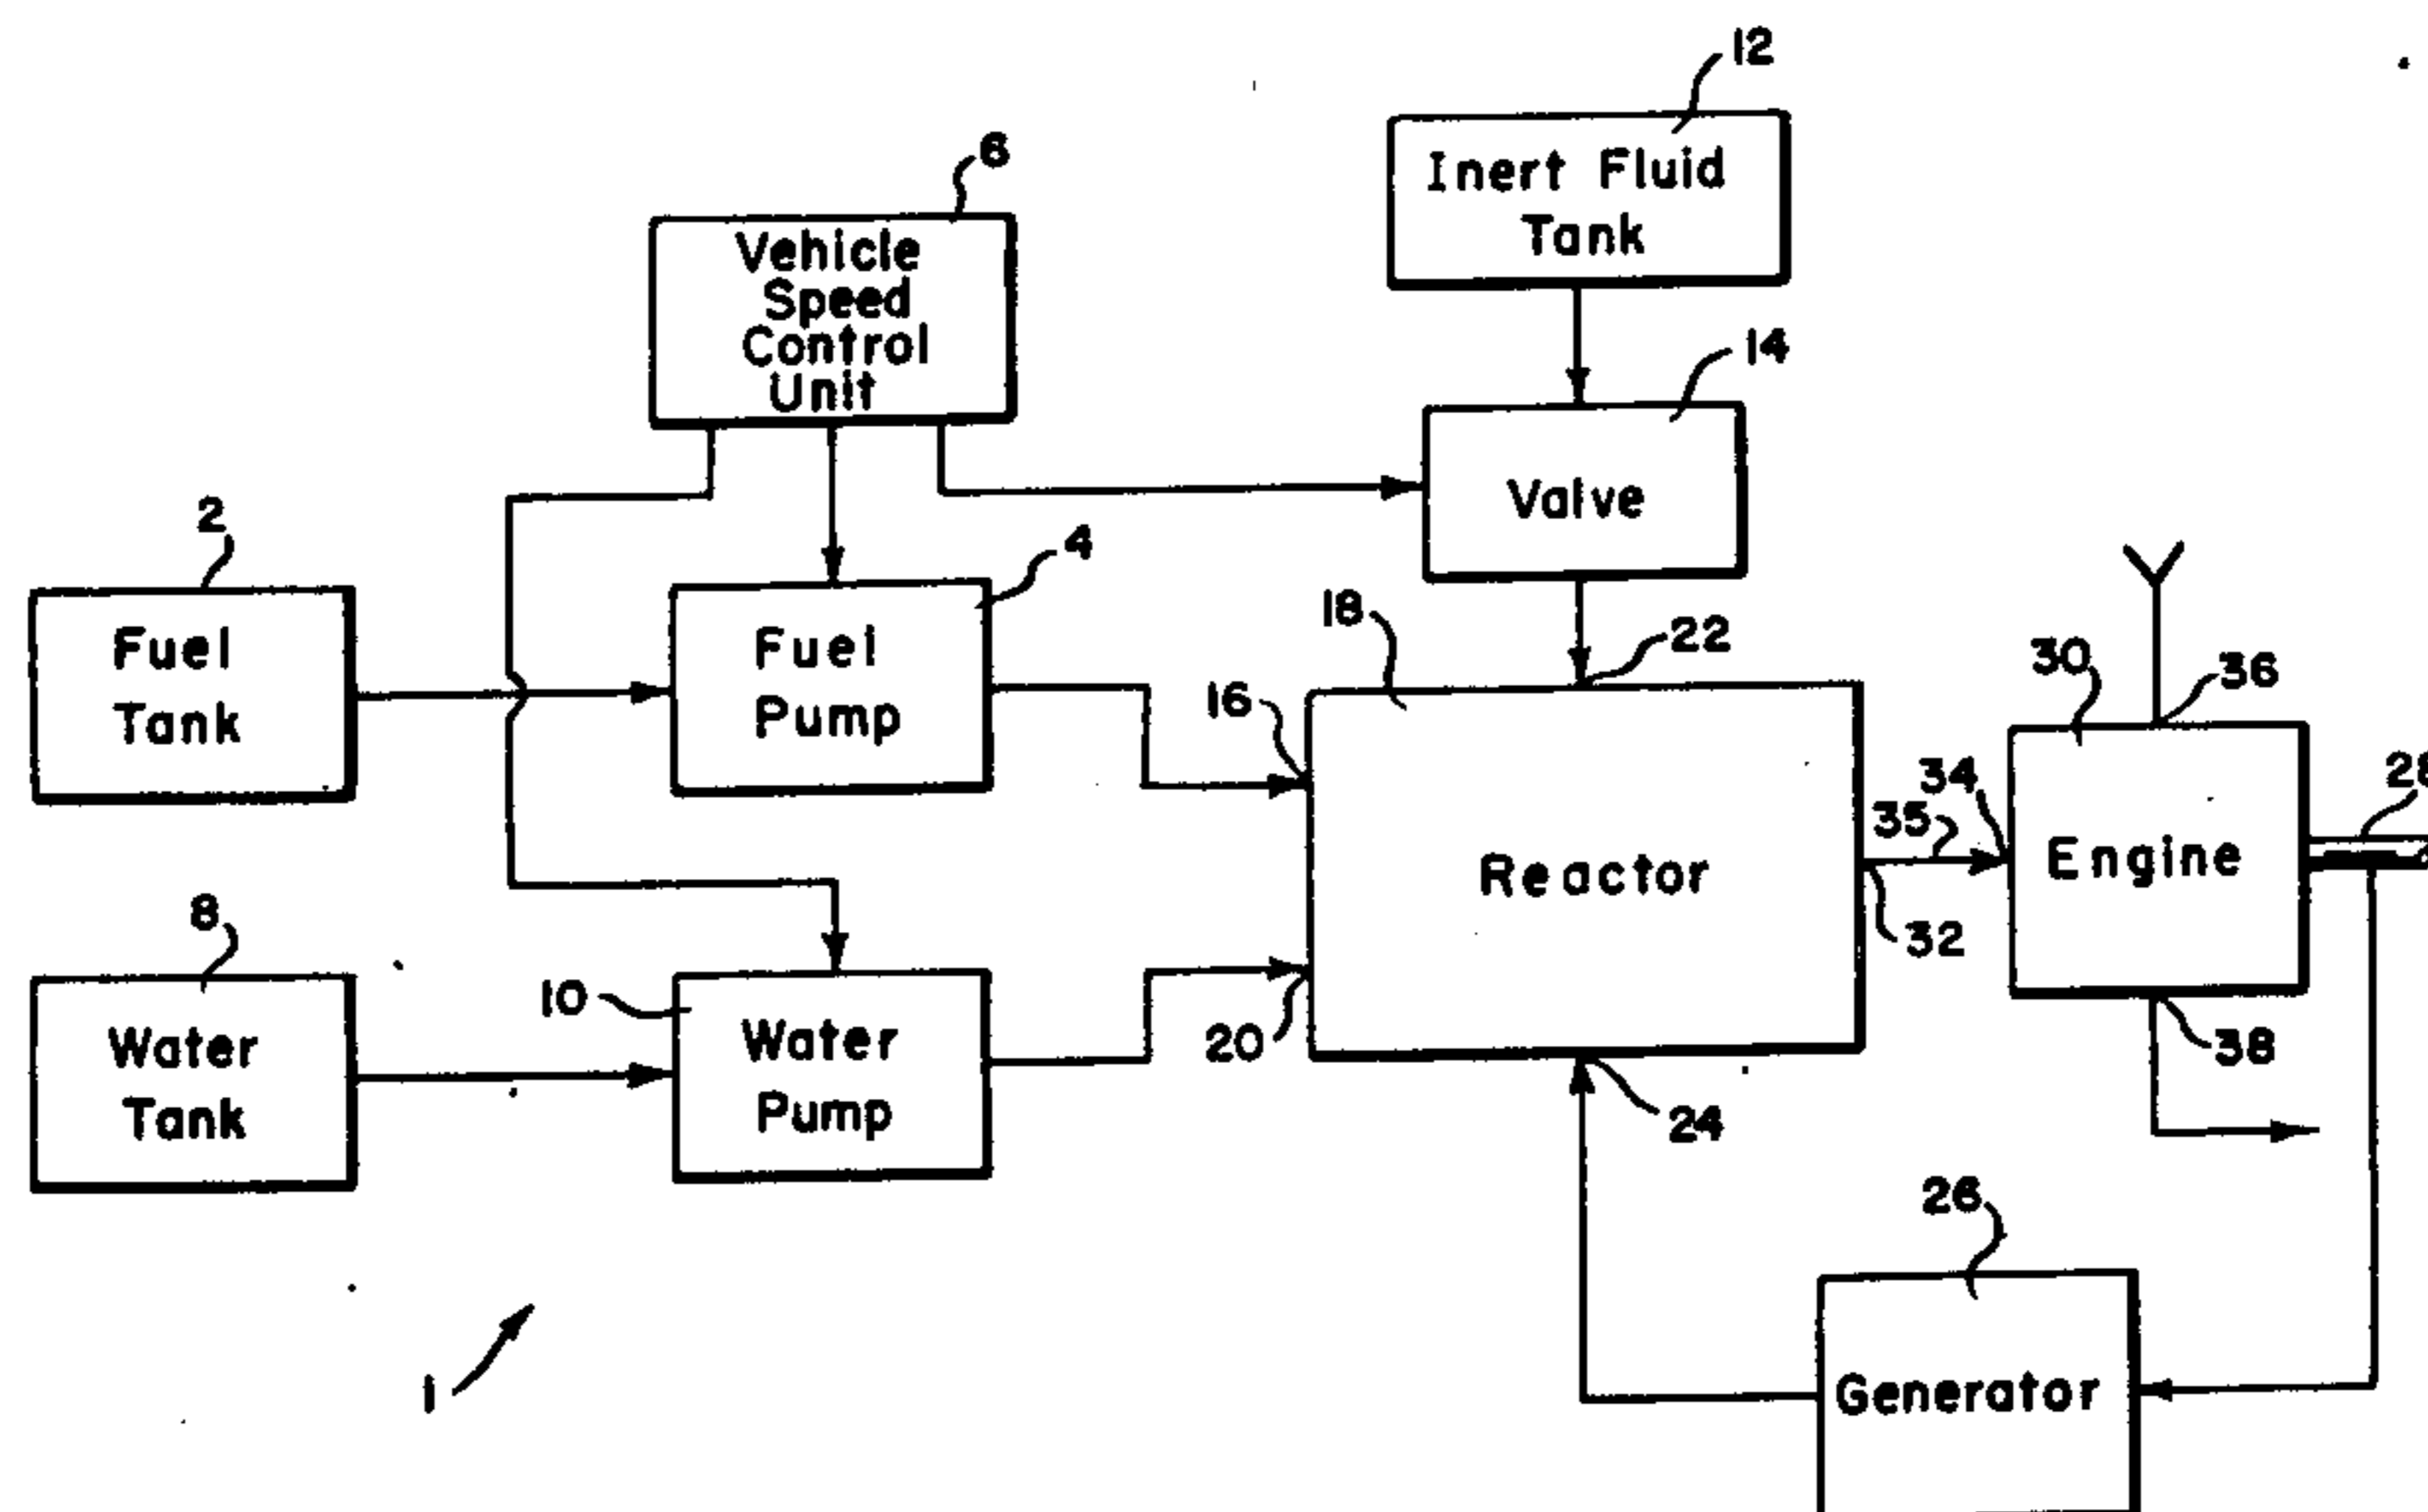 12
6
Inert Fluid
Tank
Vehicle
Speed
Control
Unit
14
Valve
2
4
Fuel
Tank
Fuel
Pump
18
22
16
30
36
34
35
28
Reactor
Engine
32
8
10
Water
Tank
Water
Pump
20
24
38
26
1
Generator